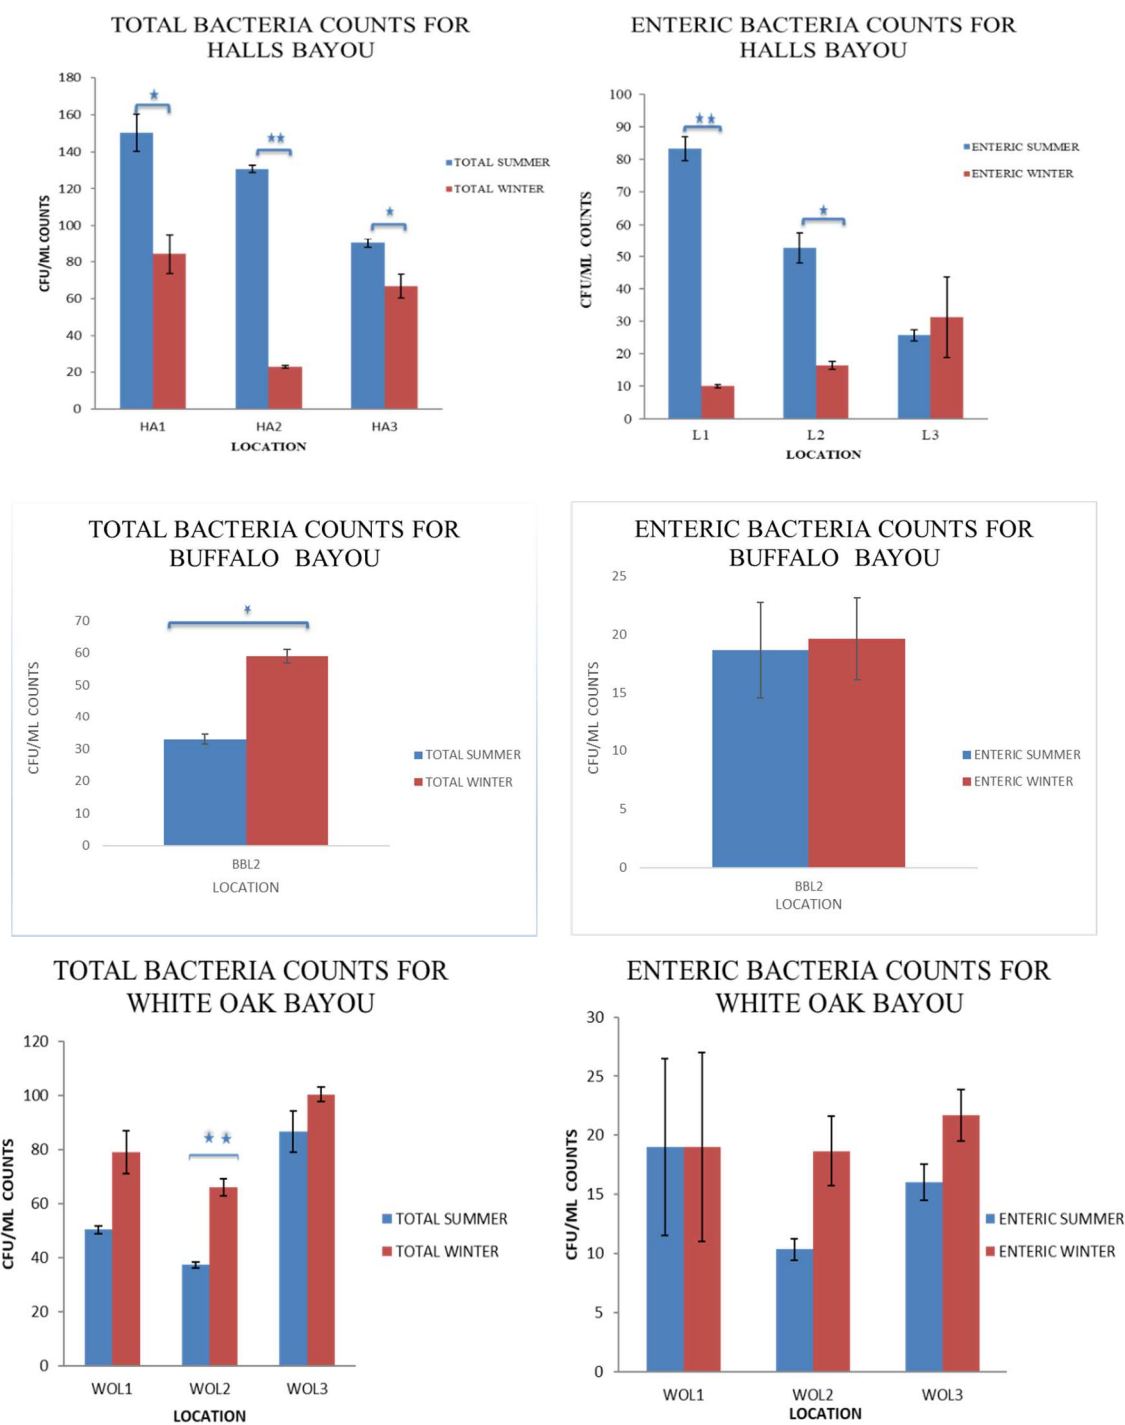 TOTAL BACTERIA COUNTS FOR
HALLS BAYOU
180
160
140
120
100
80
60
40
20
0
CFU/ML COUNTS
HA1
HA2
HA3
LOCATION
TOTAL SUMMER
TOTAL WINTER
ENTERIC BACTERIA COUNTS FOR
HALLS BAYOU
100
90
80
70
60
50
40
30
20
10
0
CFU/ML COUNTS
L1
L2
L3
LOCATION
ENTERIC SUMMER
ENTERIC WINTER
TOTAL BACTERIA COUNTS FOR
BUFFALO BAYOU
70
60
50
40
30
20
10
0
CFU/ML COUNTS
BBL2
LOCATION
TOTAL SUMMER
TOTAL WINTER
ENTERIC BACTERIA COUNTS FOR
BUFFALO BAYOU
25
20
15
10
5
0
CFU/ML COUNTS
BBL2
LOCATION
ENTERIC SUMMER
ENTERIC WINTER
TOTAL BACTERIA COUNTS FOR
WHITE OAK BAYOU
120
100
80
60
40
20
0
CFU/ML COUNTS
WOL1
WOL2
WOL3
LOCATION
TOTAL SUMMER
TOTAL WINTER
ENTERIC BACTERIA COUNTS FOR
WHITE OAK BAYOU
30
25
20
15
10
5
0
CFU/ML COUNTS
WOL1
WOL2
WOL3
LOCATION
ENTERIC SUMMER
ENTERIC WINTER